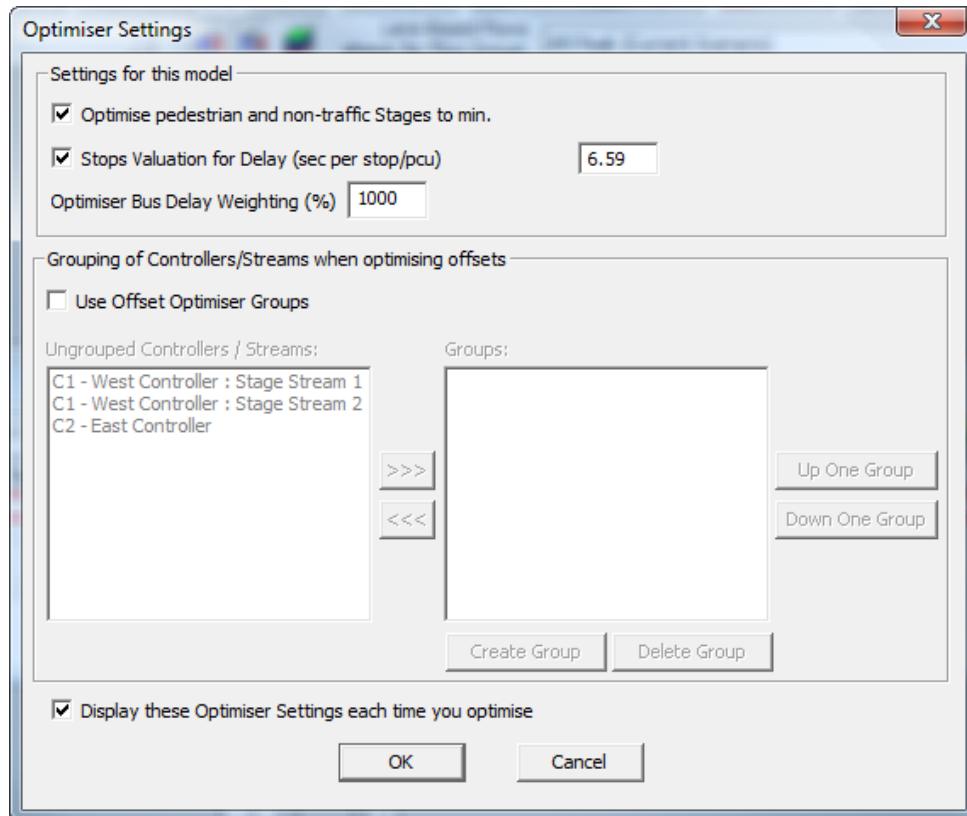 Optimiser Settings
Settings for this model
Optimise pedestrian and non-traffic Stages to min.
Stops Valuation for Delay (sec per stop/pcu) 6.59
Optimiser Bus Delay Weighting (%) 1000
Grouping of Controllers/Streams when optimising offsets
Use Offset Optimiser Groups
Ungrouped Controllers / Streams: Groups:
C1 - West Controller : Stage Stream 1
C1 - West Controller : Stage Stream 2
C2 - East Controller
>>> Up One Group
<<< Down One Group
Create Group Delete Group
Display these Optimiser Settings each time you optimise
OK Cancel